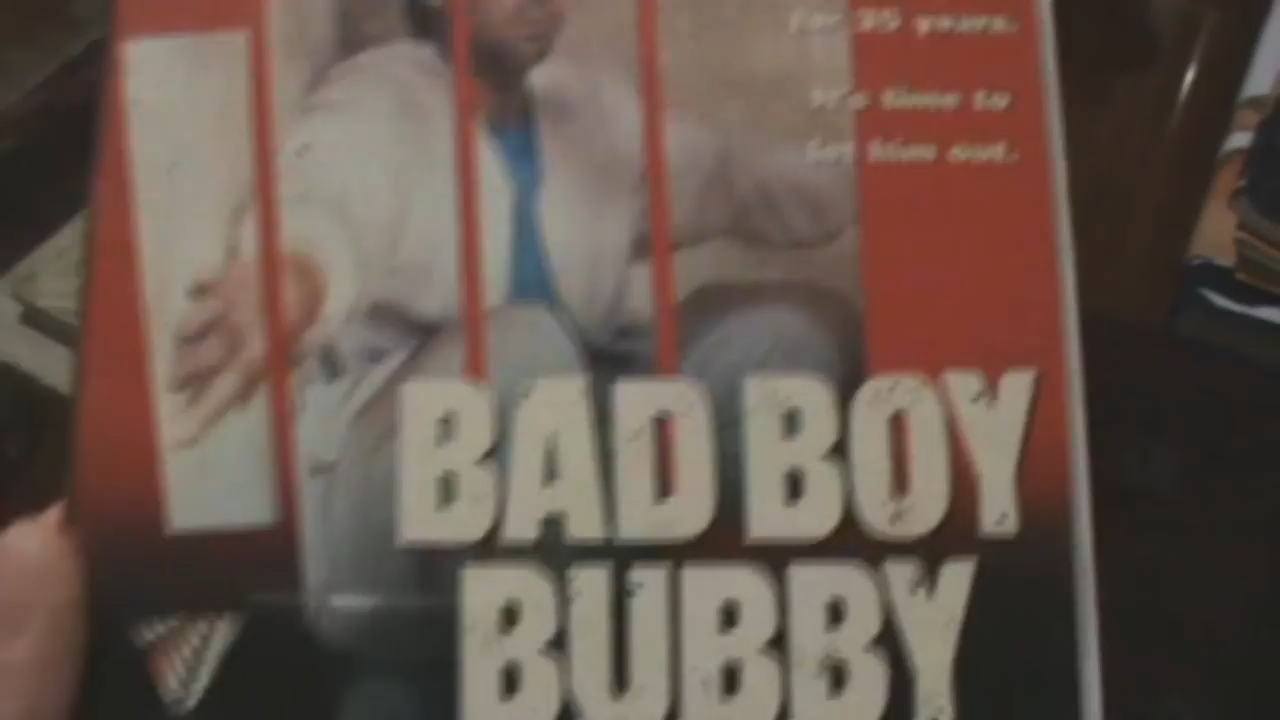 for 35 years.
It's time to
let him out.
BAD BOY
BUBBY